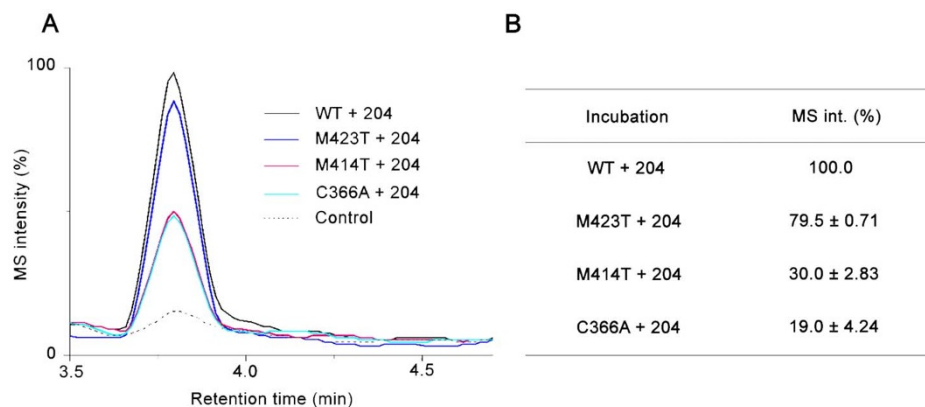 A
100
MS intensity (%)
0
3.5
4.0
4.5
Retention time (min)
WT + 204
M423T + 204
M414T + 204
C366A + 204
Control
B
Incubation MS int. (%)
WT + 204 100.0
M423T + 204 79.5 ± 0.71
M414T + 204 30.0 ± 2.83
C366A + 204 19.0 ± 4.24